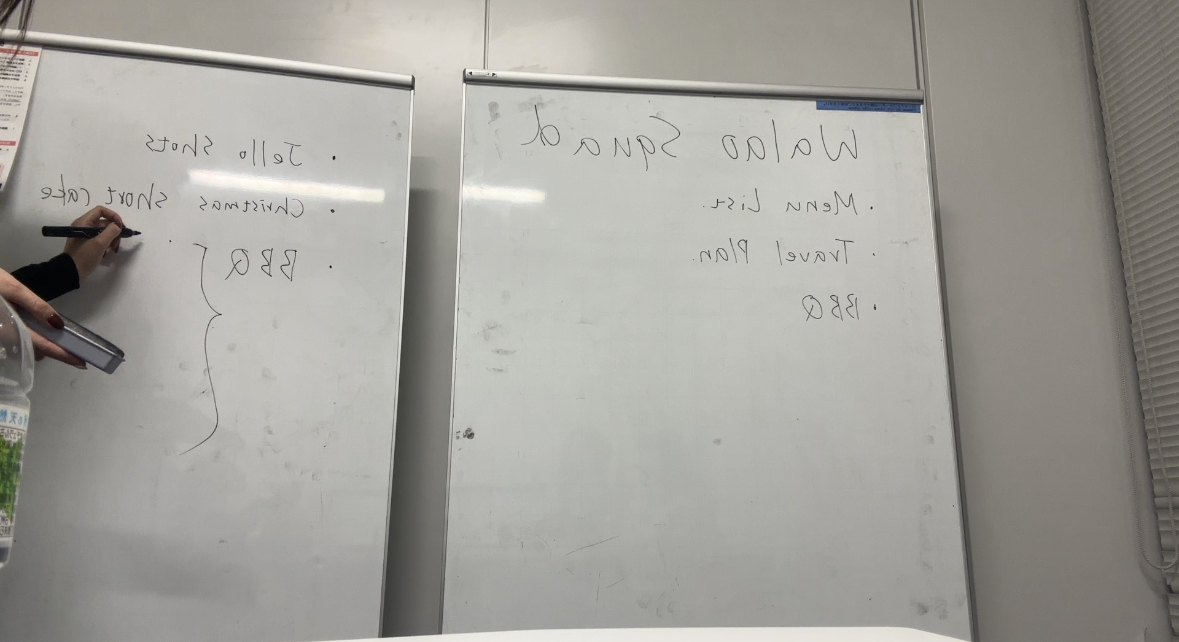 Walao Squad
· Menu List.
· Travel Plan.
· BBQ
· Jello shots
· Christmas short cake
· BBQ { ·